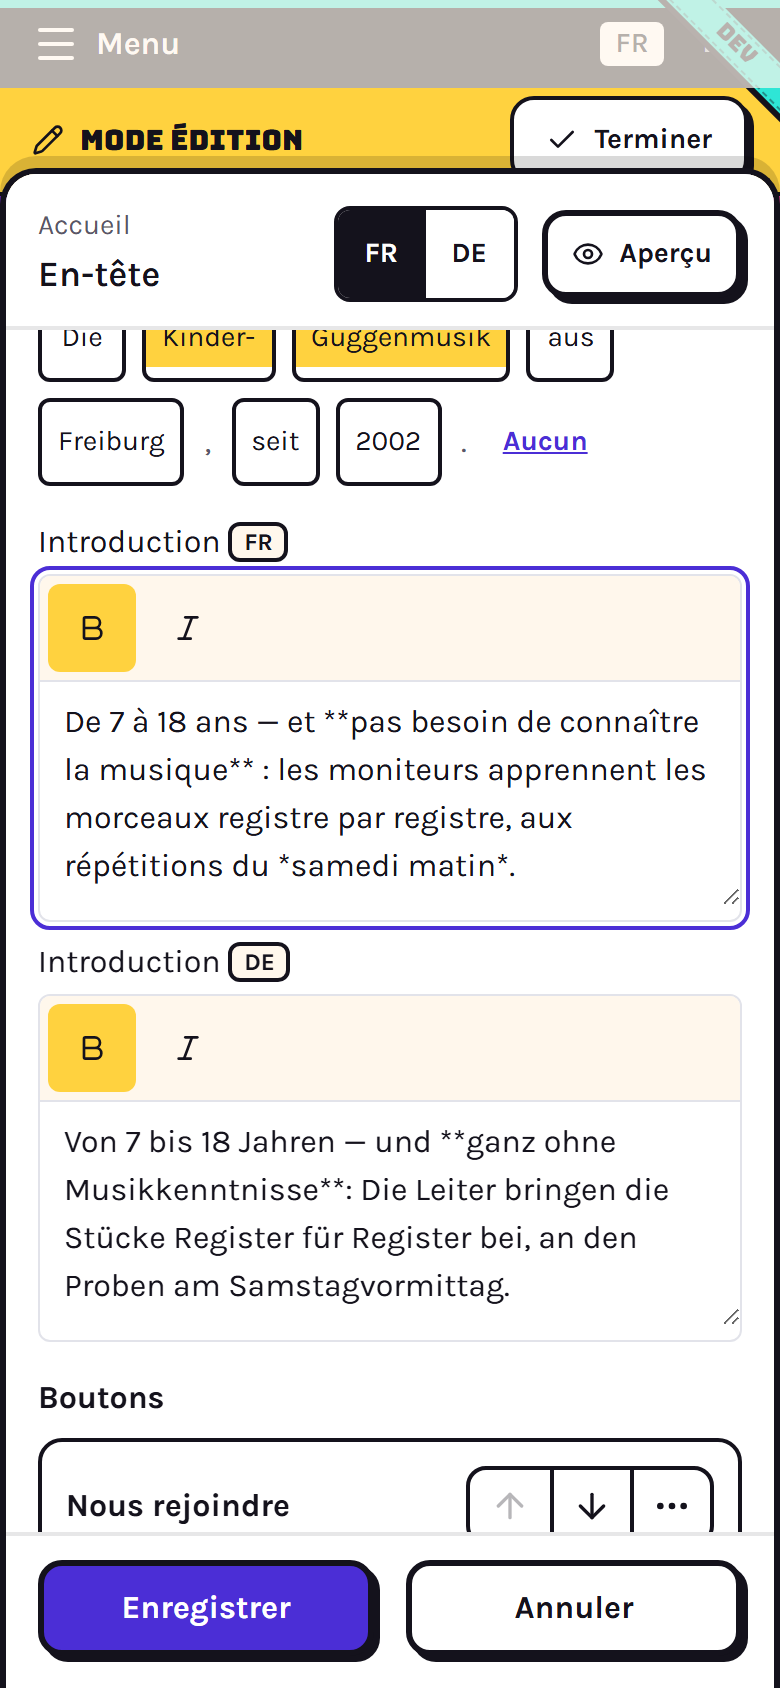 Menu
FR
DEV
MODE ÉDITION
Terminer
Accueil
En-tête
FR
DE
Aperçu
Die Kinder- Guggenmusik aus
Freiburg , seit 2002 . Aucun
Introduction FR
B I
De 7 à 18 ans — et **pas besoin de connaître
la musique** : les moniteurs apprennent les
morceaux registre par registre, aux
répétitions du *samedi matin*.
Introduction DE
B I
Von 7 bis 18 Jahren — und **ganz ohne
Musikkenntnisse**: Die Leiter bringen die
Stücke Register für Register bei, an den
Proben am Samstagvormittag.
Boutons
Nous rejoindre
Enregistrer
Annuler